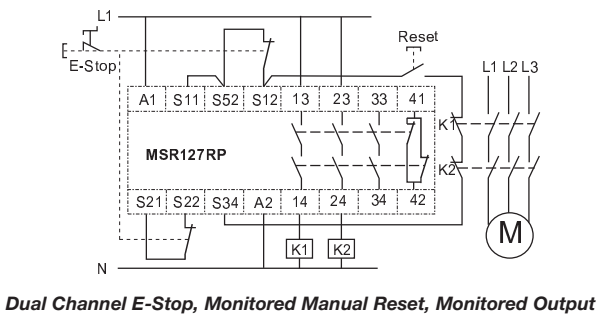 L1
Reset
E-Stop
L1 L2 L3
A1 S11 S52 S12 13 23 33 41
K1
MSR127RP
K2
S21 S22 S34 A2 14 24 34 42
M
K1 K2
N
Dual Channel E-Stop, Monitored Manual Reset, Monitored Output